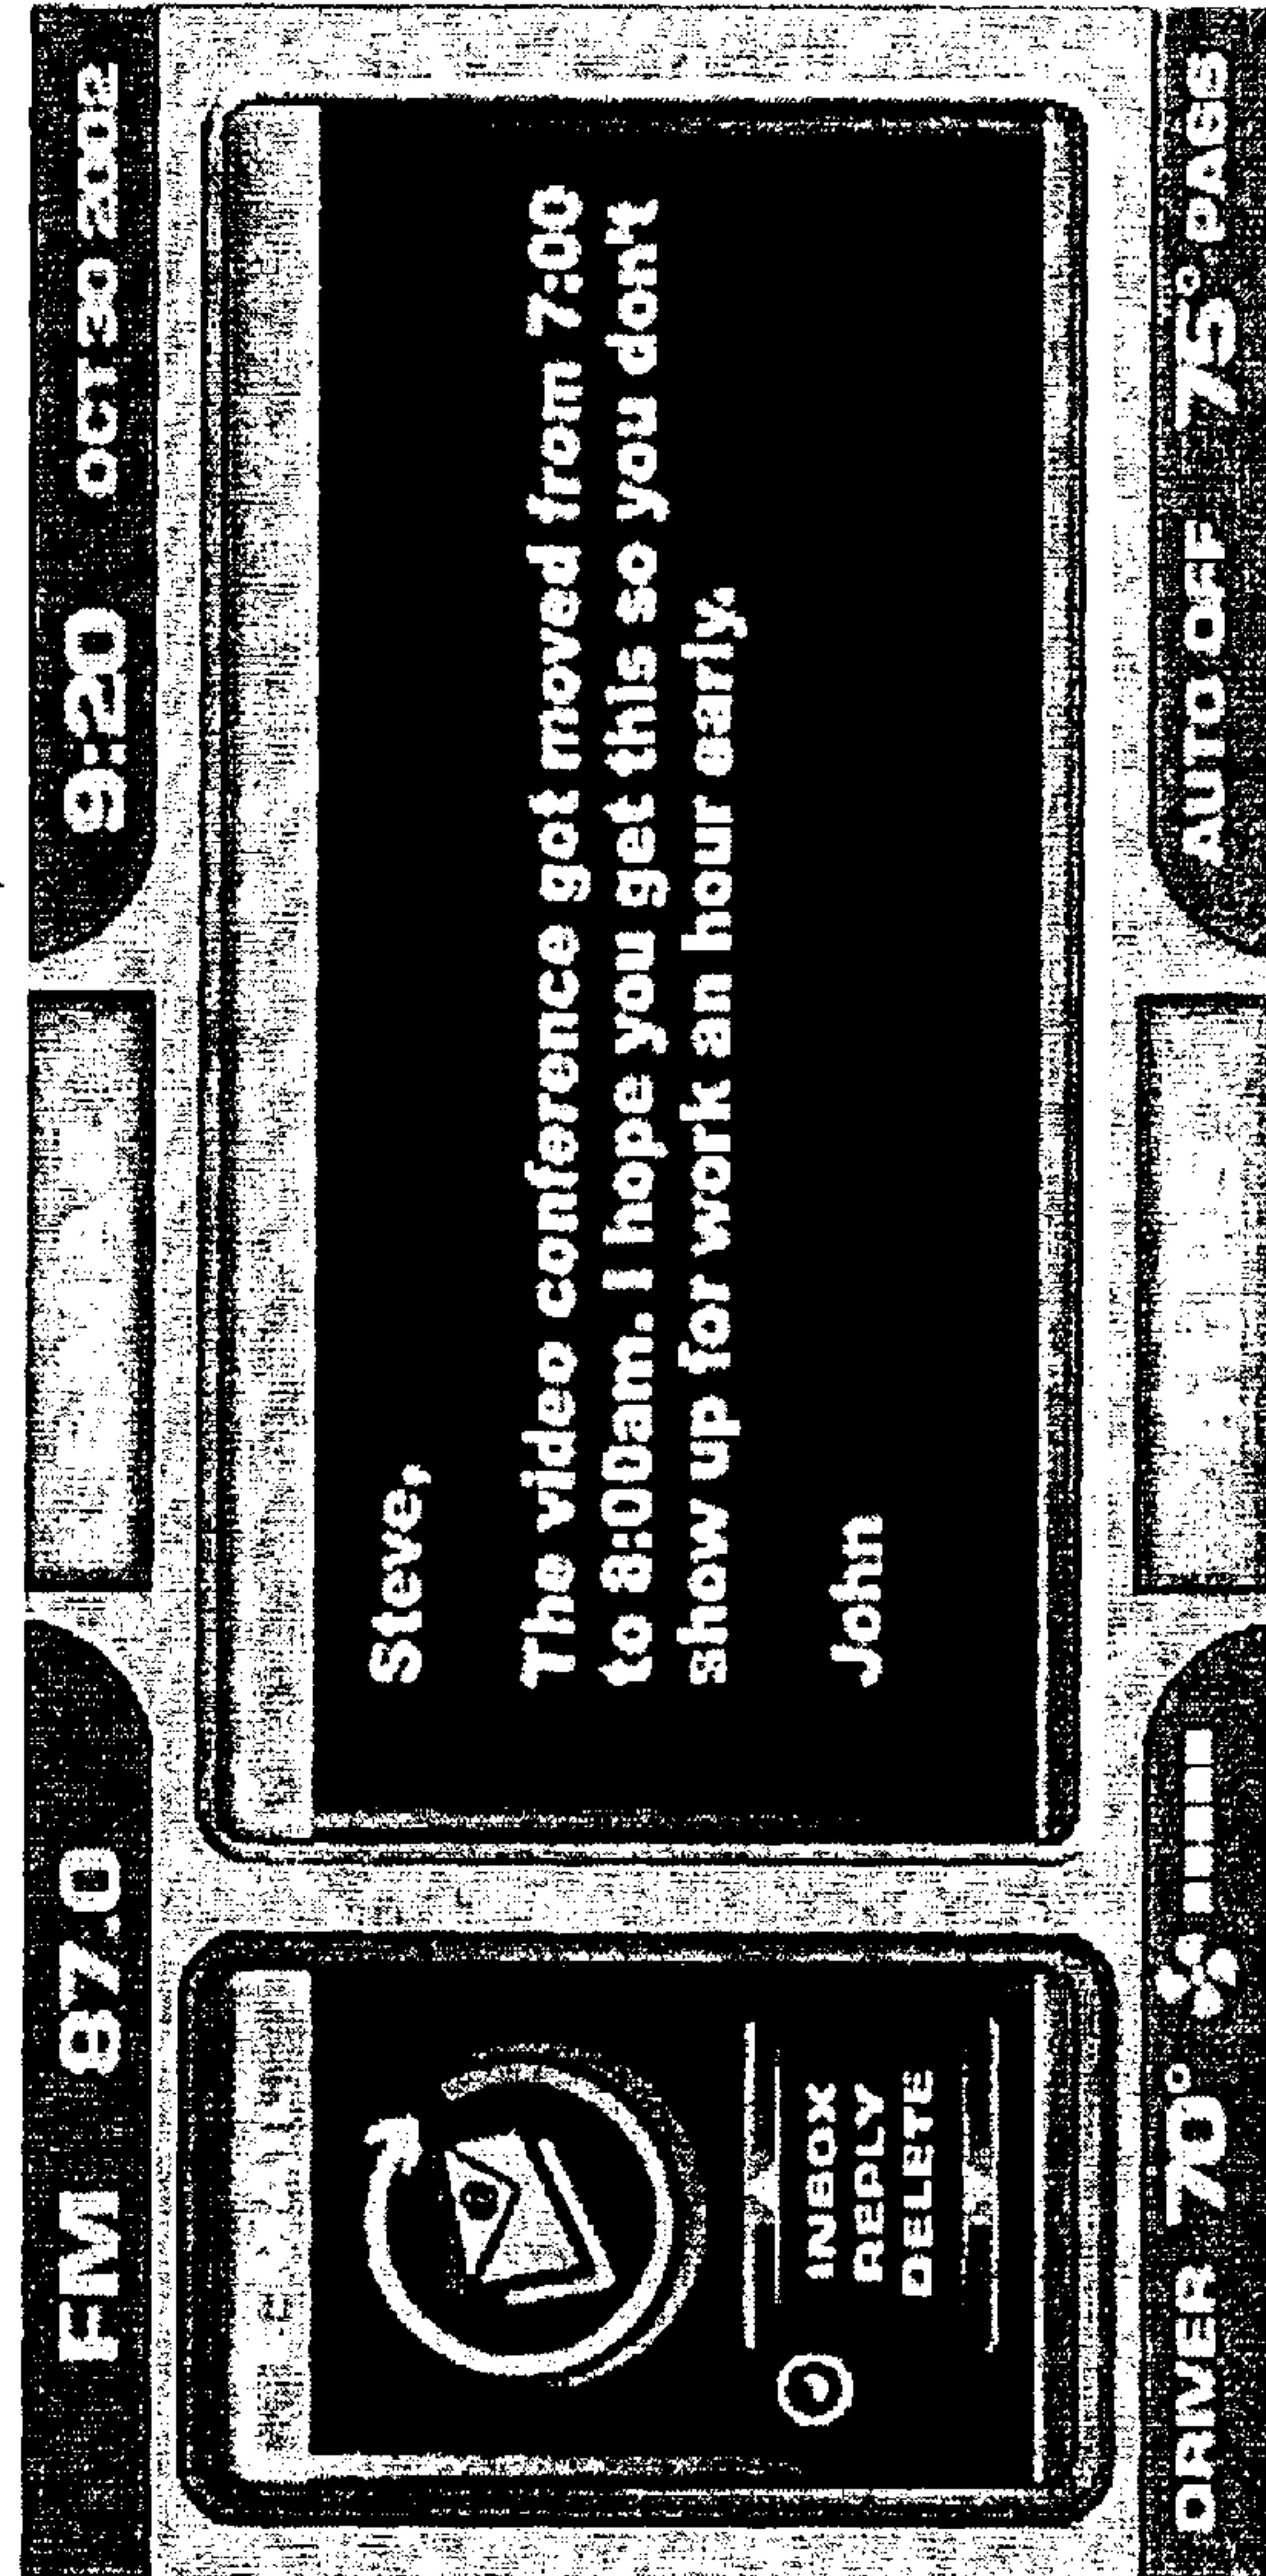 FM 87.0
9:20 OCT 30 2002
Steve,
The video conference got moved from 7:00
to 8:00am. I hope you get this so you don't
show up for work an hour early.
John
INBOX
REPLY
DELETE
DRIVER 70°
AUTO OFF 75° PASS